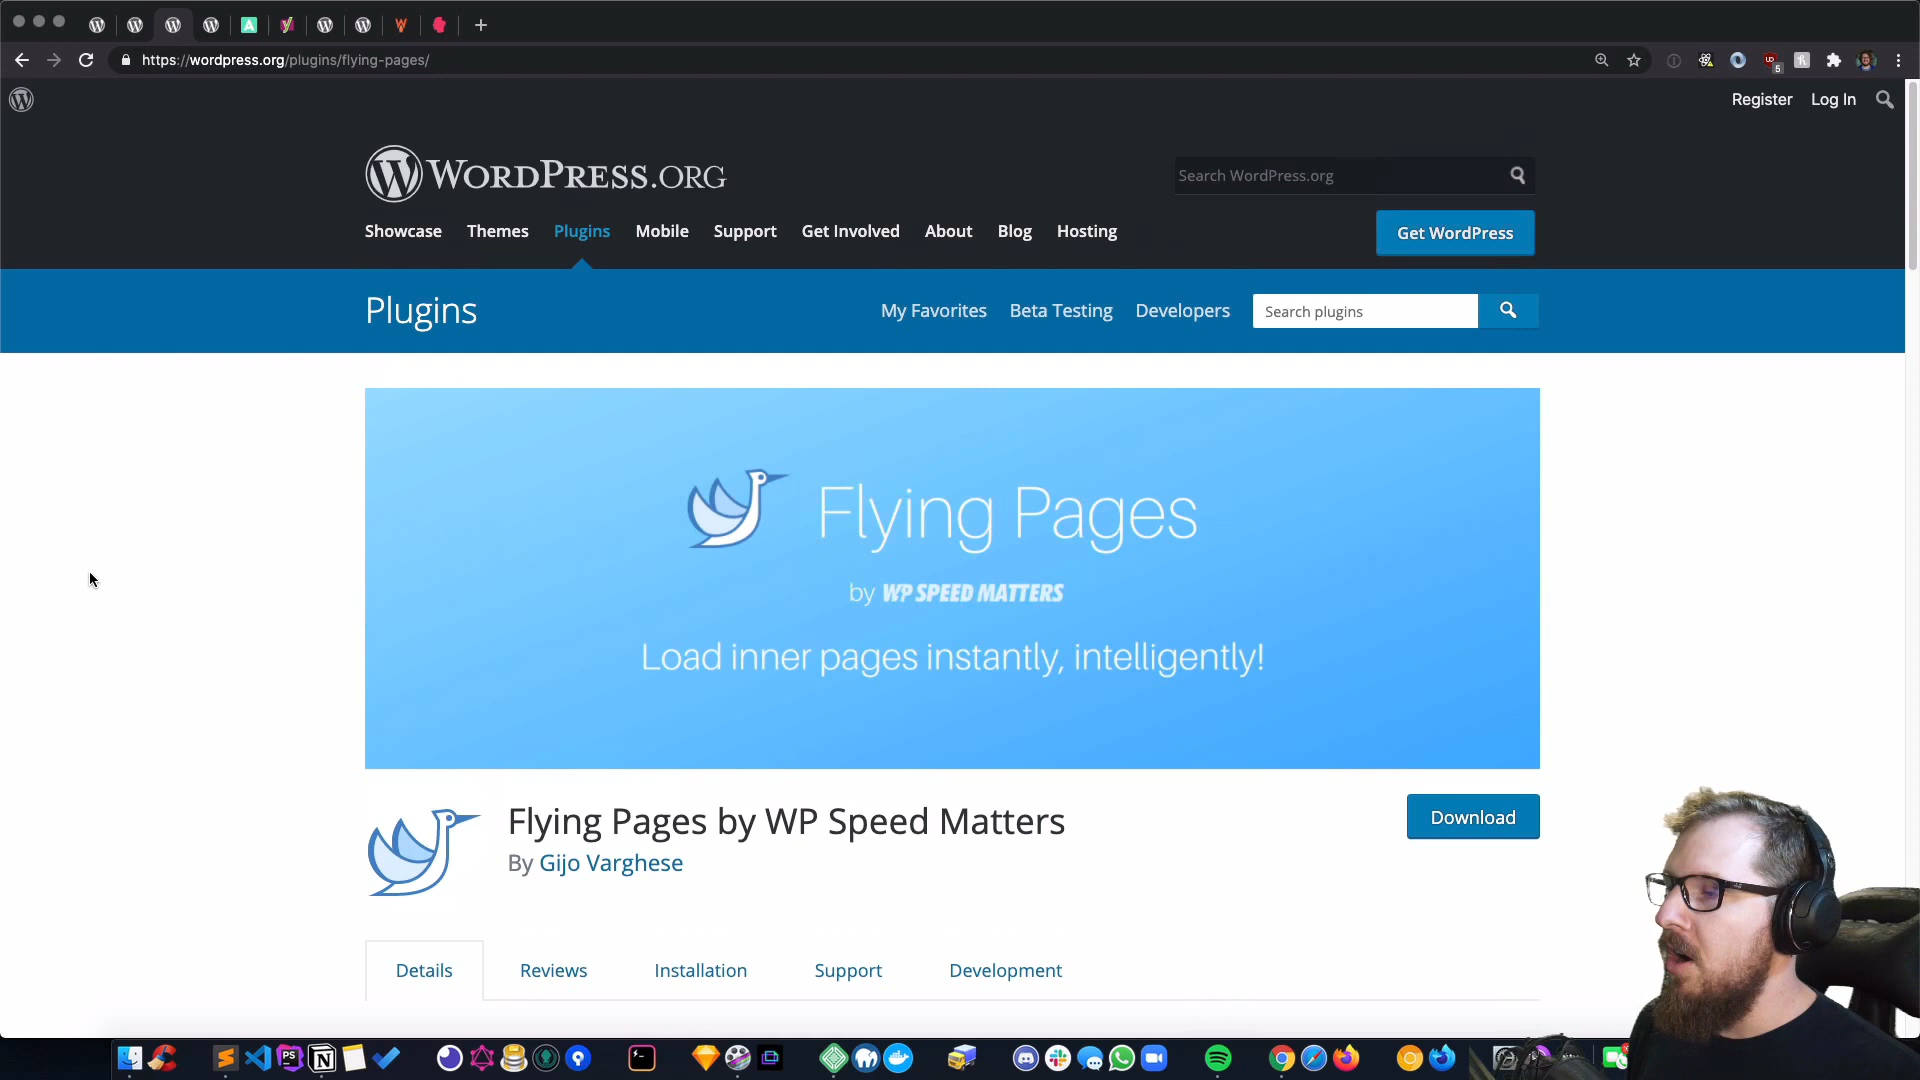 https://wordpress.org/plugins/flying-pages/
Register Log In
WORDPRESS.ORG
Search WordPress.org
Showcase Themes Plugins Mobile Support Get Involved About Blog Hosting
Get WordPress
Plugins
My Favorites Beta Testing Developers
Search plugins
Flying Pages
by WP SPEED MATTERS
Load inner pages instantly, intelligently!
Flying Pages by WP Speed Matters
Download
By Gijo Varghese
Details Reviews Installation Support Development